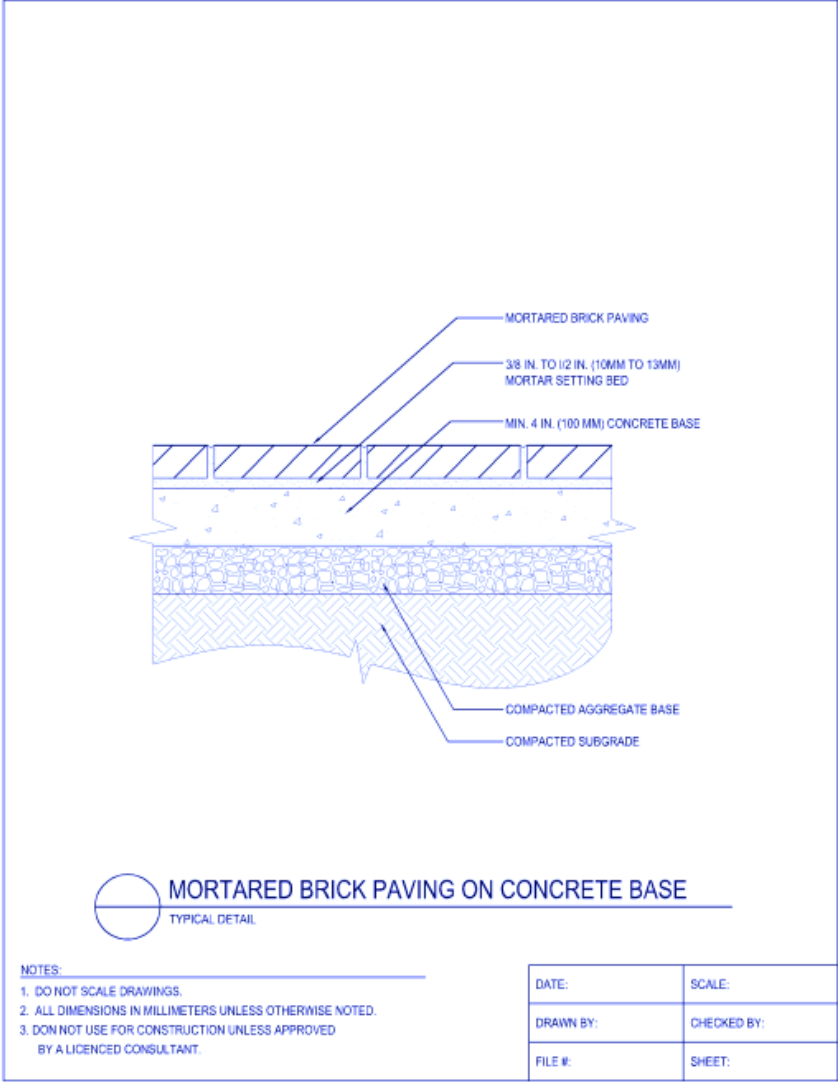 MORTARED BRICK PAVING
3/8 IN. TO I/2 IN. (10MM TO 13MM)
MORTAR SETTING BED
MIN. 4 IN. (100 MM) CONCRETE BASE
COMPACTED AGGREGATE BASE
COMPACTED SUBGRADE
MORTARED BRICK PAVING ON CONCRETE BASE
TYPICAL DETAIL
NOTES:
1. DO NOT SCALE DRAWINGS.
2. ALL DIMENSIONS IN MILLIMETERS UNLESS OTHERWISE NOTED.
3. DON NOT USE FOR CONSTRUCTION UNLESS APPROVED
BY A LICENCED CONSULTANT.
DATE: SCALE:
DRAWN BY: CHECKED BY:
FILE #: SHEET: